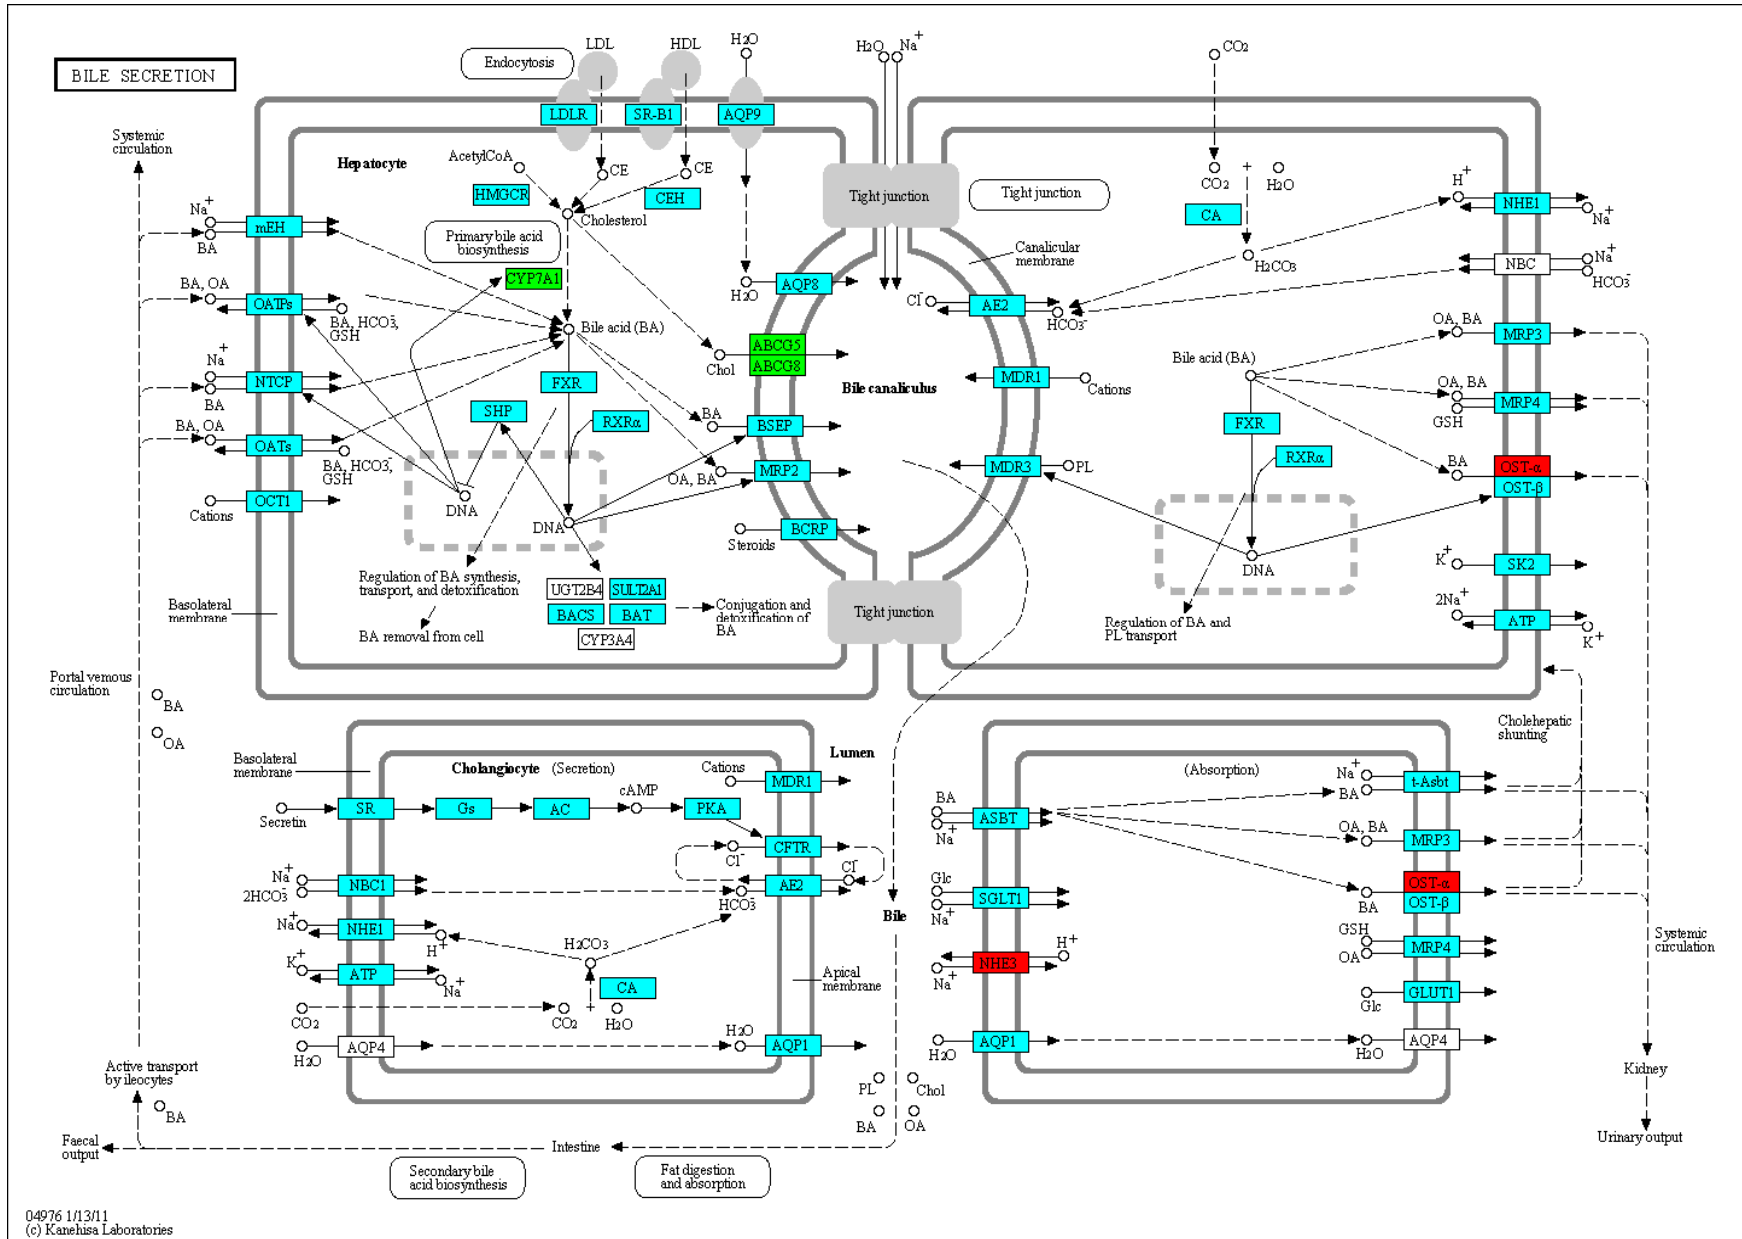 BILE SECRETION
Endocytosis
LDL
HDL
H2O
H2O
Na+
CO2
LDLR
SR-B1
AQP9
Systemic
circulation
Hepatocyte
AcetylCoA
CE
CE
HMGCR
CEH
Cholesterol
Tight junction
Tight junction
CO2
+
H2O
CA
H+
NHE1
Na+
Na+
mEH
BA
Primary bile acid
biosynthesis
CYP7A1
Canalicular
membrane
H2CO3
NBC
Na+
HCO3-
BA, OA
OATPs
BA, HCO3-,
GSH
H2O
AQP8
Cl-
AE2
HCO3-
Bile acid (BA)
ABCG5
ABCG8
Chol
OA, BA
MRP3
Na+
NTCP
BA
FXR
Bile canaliculus
MDR1
Cations
Bile acid (BA)
OA, BA
MRP4
GSH
SHP
RXRα
BA
BSEP
FXR
BA, OA
OATs
BA, HCO3-,
GSH
MRP2
OA, BA
MDR3
PL
RXRα
BA
OST-α
OST-β
OCT1
Cations
DNA
DNA
BCRP
Steroids
DNA
K+
SK2
Regulation of BA synthesis,
transport, and detoxification
BA removal from cell
UGT2B4
SULT2A1
BACS
BAT
CYP3A4
Conjugation and
detoxification of
BA
Tight junction
Regulation of BA and
PL transport
2Na+
ATP
K+
Basolateral
membrane
Portal venous
circulation
BA
OA
Cholehepatic
shunting
Basolateral
membrane
Cholangiocyte (Secretion)
Lumen
Cations
MDR1
(Absorption)
Na+
t-Asbt
BA
Secretin
SR
Gs
AC
cAMP
PKA
BA
ASBT
Na+
OA, BA
MRP3
CFTR
Cl-
Cl-
Na+
2HCO3-
NBC1
AE2
HCO3-
Glc
SGLT1
Na+
OST-α
OST-β
BA
Bile
Na+
NHE1
H+
H2CO3
GSH
MRP4
OA
Systemic
circulation
H+
NHE3
Na+
K+
ATP
Na+
CA
Apical
membrane
GLUT1
Glc
CO2
CO2
+
H2O
AQP4
H2O
H2O
AQP1
H2O
AQP1
H2O
AQP4
Active transport
by ileocytes
BA
PL
Chol
BA
OA
Kidney
Faecal
output
Intestine
Urinary output
Secondary bile
acid biosynthesis
Fat digestion
and absorption
04976 1/13/11
(c) Kanehisa Laboratories